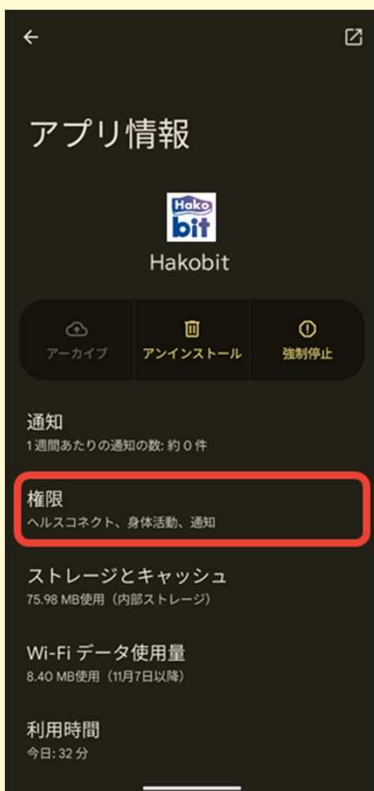 アプリ情報
Hako
bit
Hakobit
アーカイブ アンインストール 強制停止
通知
1週間あたりの通知の数: 約 0 件
権限
ヘルスコネクト、身体活動、通知
ストレージとキャッシュ
75.98 MB使用（内部ストレージ）
Wi-Fi データ使用量
8.40 MB使用（11月7日以降）
利用時間
今日: 32 分